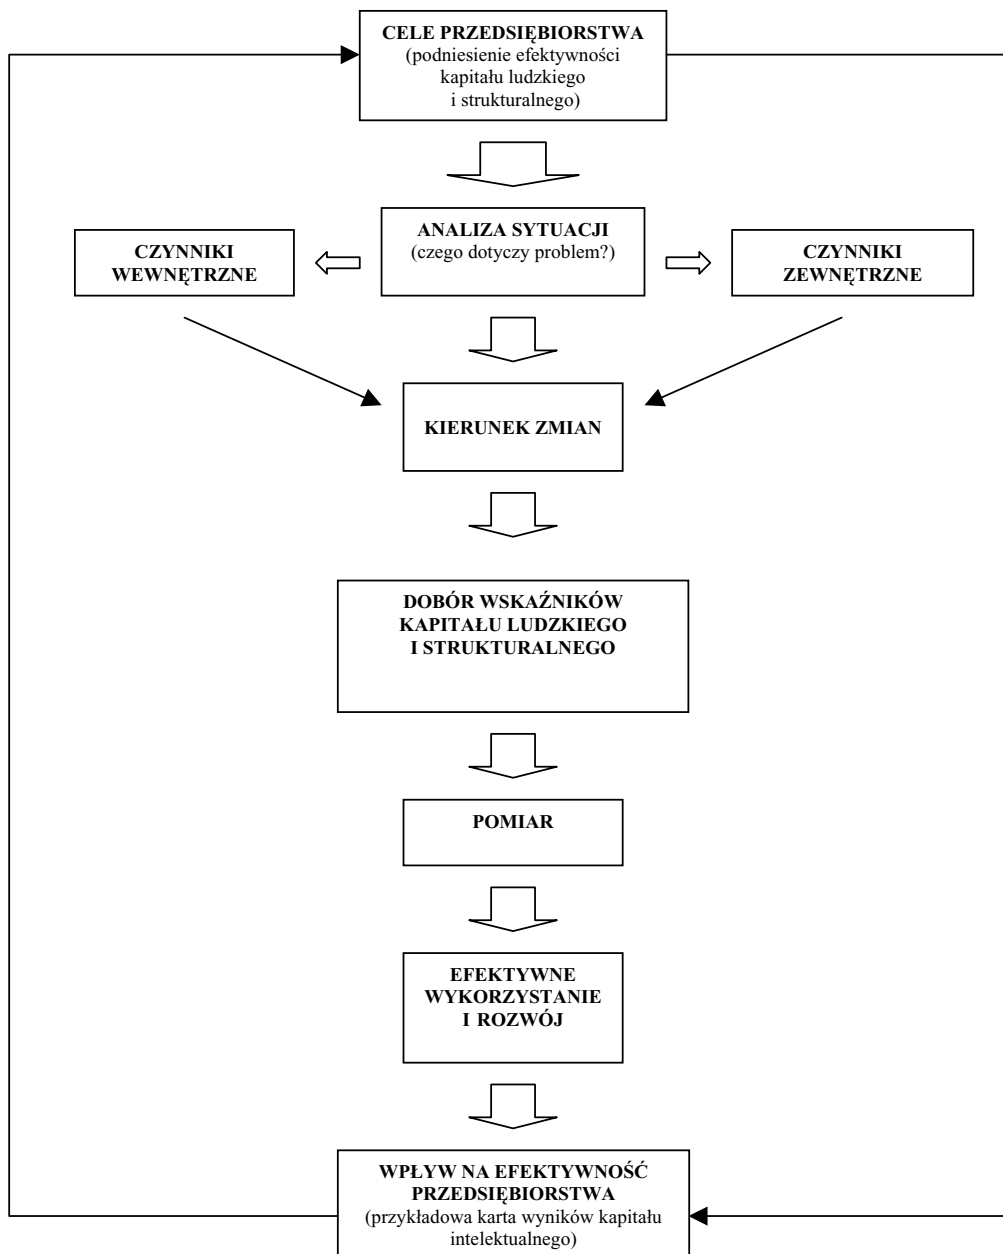 CELE PRZEDSIĘBIORSTWA
(podniesienie efektywności
kapitału ludzkiego
i strukturalnego)
ANALIZA SYTUACJI
(czego dotyczy problem?)
CZYNNIKI
WEWNĘTRZNE
CZYNNIKI
ZEWNĘTRZNE
KIERUNEK ZMIAN
DOBÓR WSKAŹNIKÓW
KAPITAŁU LUDZKIEGO
I STRUKTURALNEGO
POMIAR
EFEKTYWNE
WYKORZYSTANIE
I ROZWÓJ
WPŁYW NA EFEKTYWNOŚĆ
PRZEDSIĘBIORSTWA
(przykładowa karta wyników kapitału
intelektualnego)